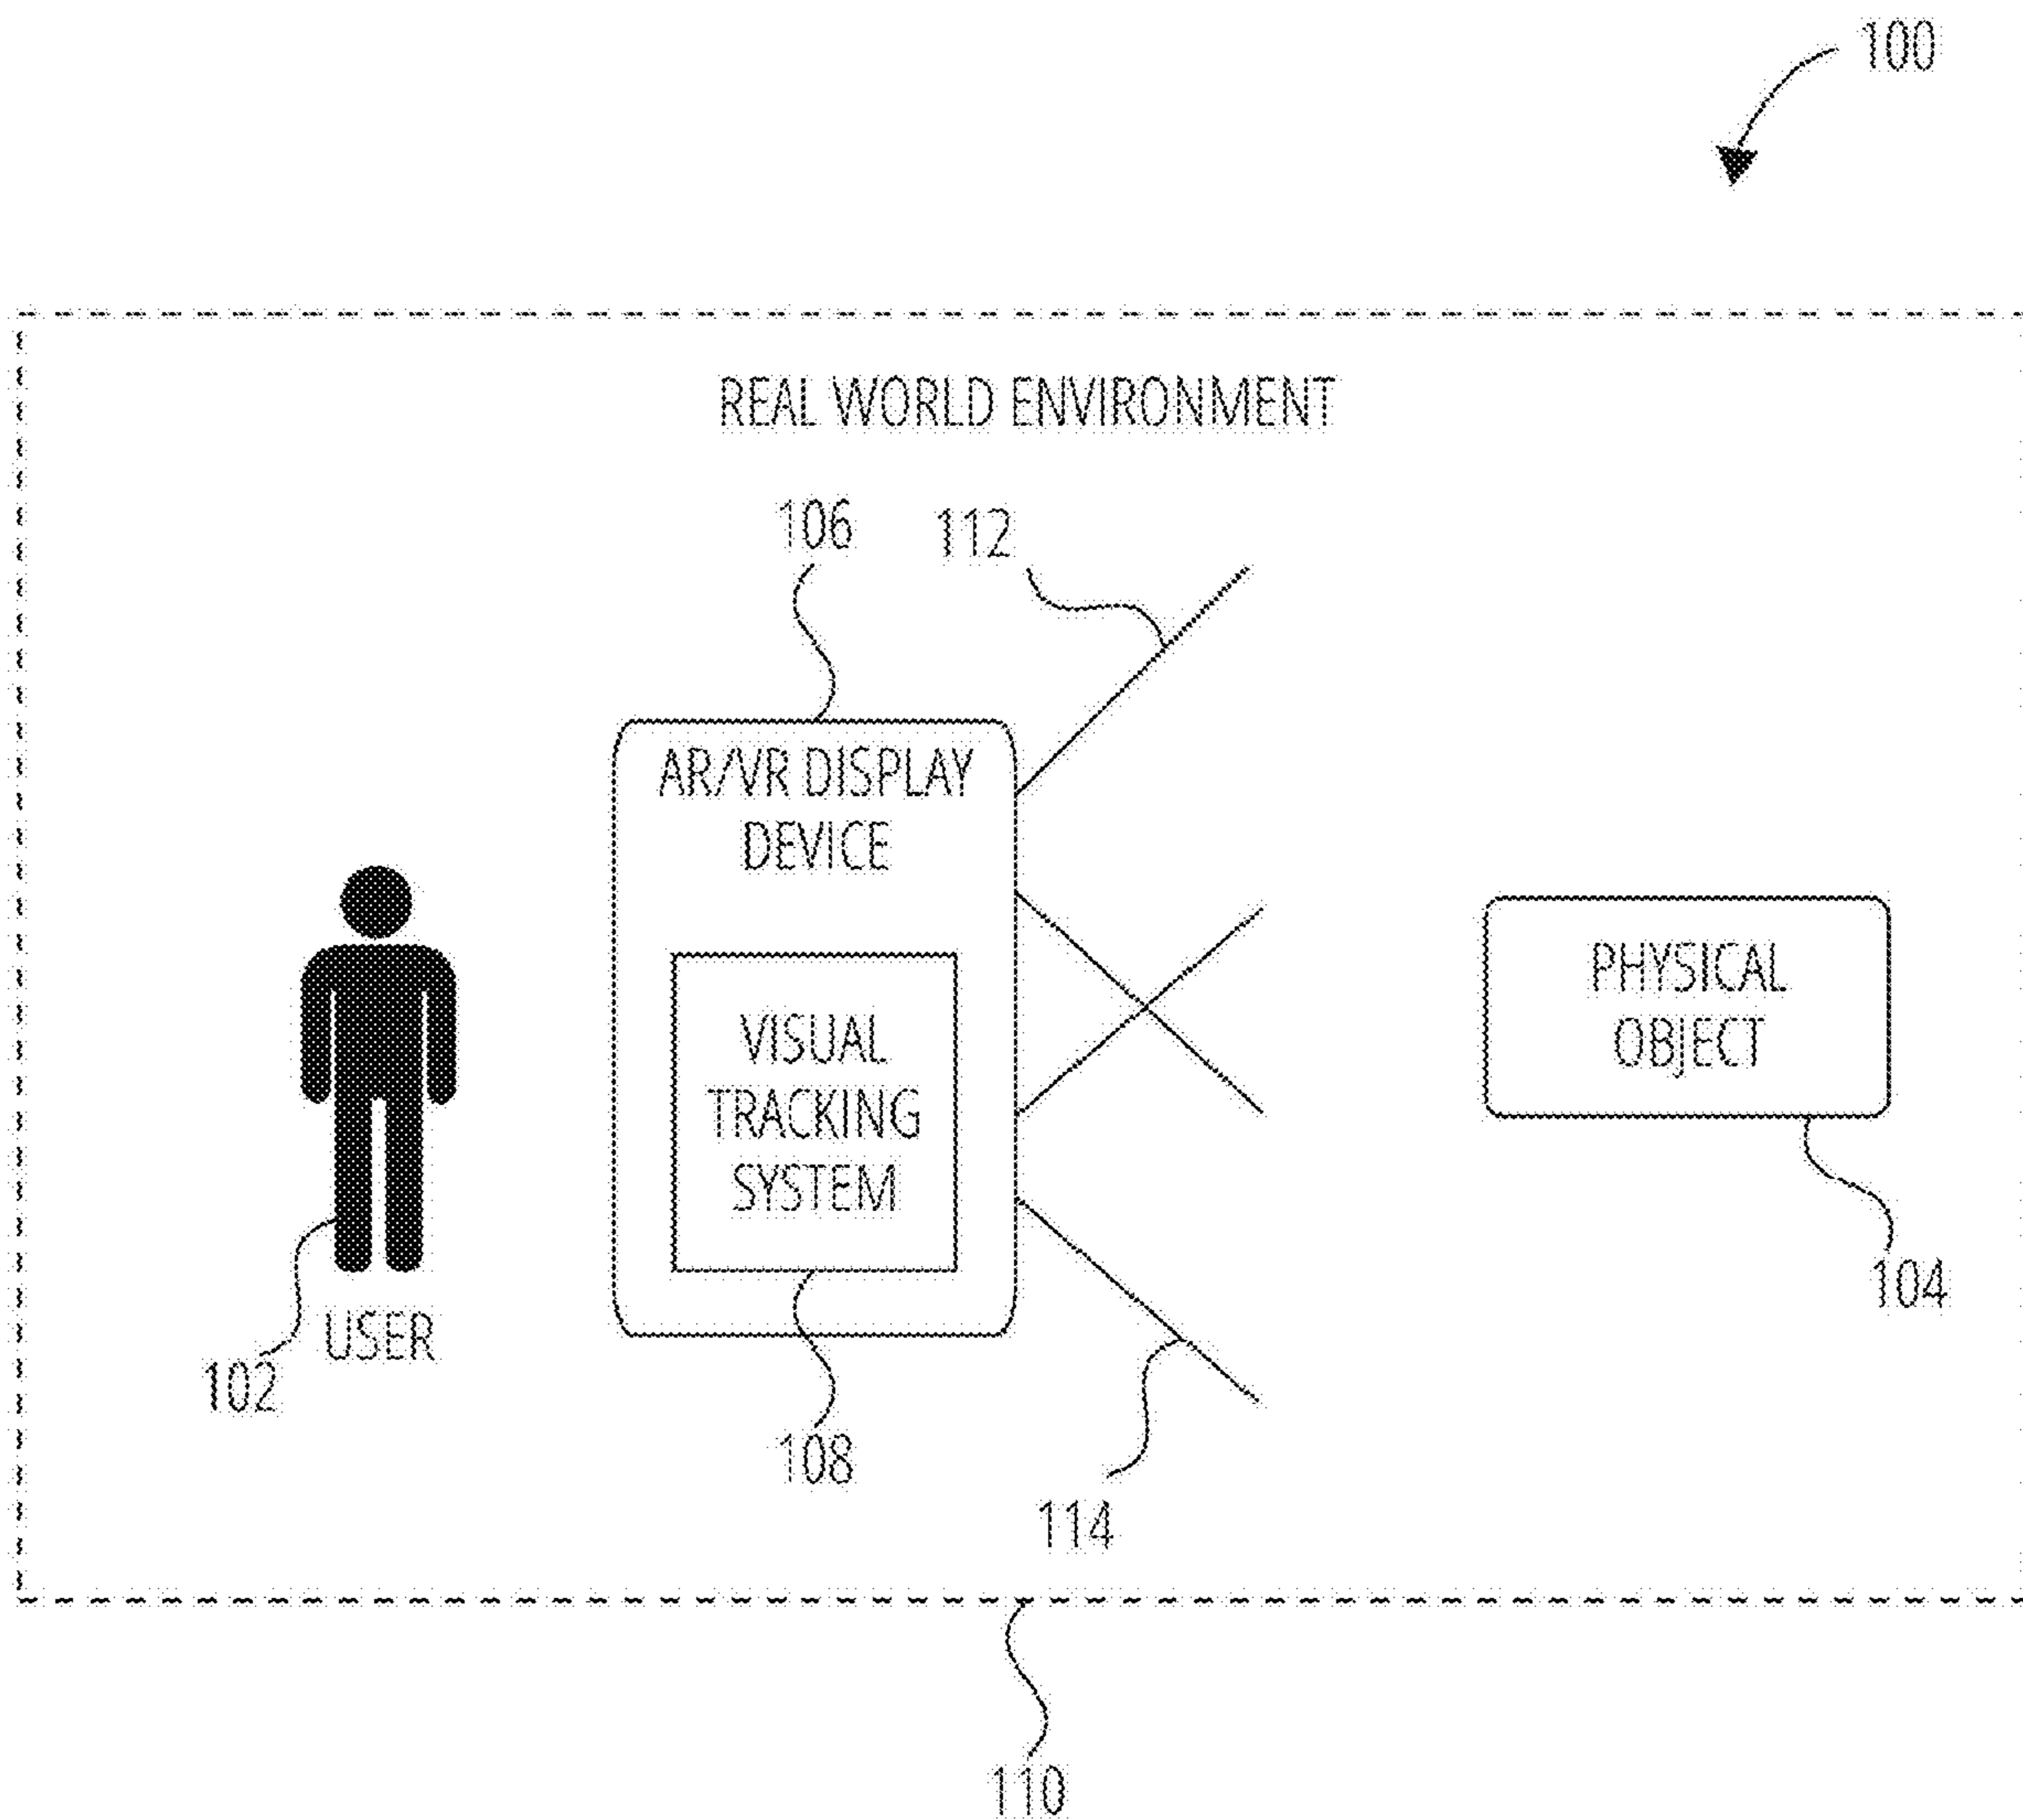 100
REAL WORLD ENVIRONMENT
106
112
AR/VR DISPLAY
DEVICE
VISUAL
TRACKING
SYSTEM
PHYSICAL
OBJECT
104
USER
102
108
114
110